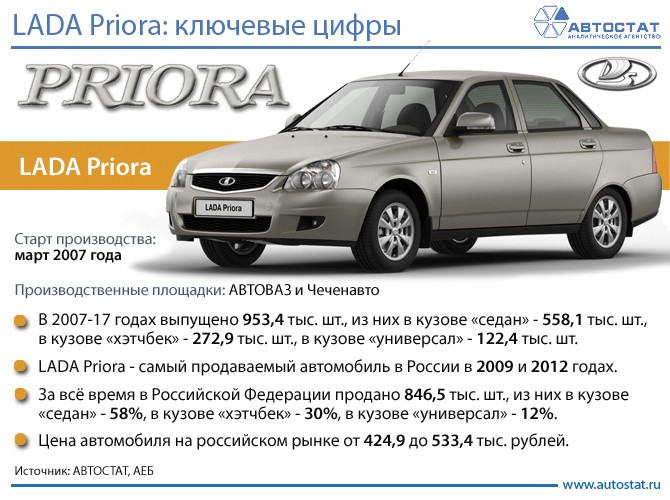 LADA Priora: ключевые цифры
АВТОСТАТ
АНАЛИТИЧЕСКОЕ АГЕНТСТВО
PRIORA
LADA Priora
LADA Priora
Старт производства:
март 2007 года
Производственные площадки: АВТОВАЗ и Чеченавто
В 2007-17 годах выпущено 953,4 тыс. шт., из них в кузове «седан» - 558,1 тыс. шт.,
в кузове «хэтчбек» - 272,9 тыс. шт., в кузове «универсал» - 122,4 тыс. шт.
LADA Priora - самый продаваемый автомобиль в России в 2009 и 2012 годах.
За всё время в Российской Федерации продано 846,5 тыс. шт., из них в кузове
«седан» - 58%, в кузове «хэтчбек» - 30%, в кузове «универсал» - 12%.
Цена автомобиля на российском рынке от 424,9 до 533,4 тыс. рублей.
Источник: АВТОСТАТ, АЕБ
www.autostat.ru